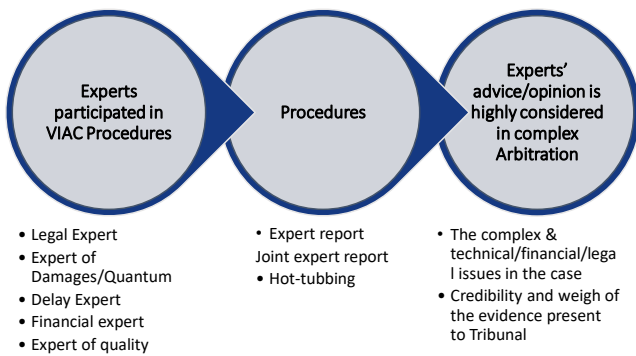 Experts
participated in
VIAC Procedures
• Legal Expert
• Expert of
Damages/Quantum
• Delay Expert
• Financial expert
• Expert of quality
Procedures
• Expert report
Joint expert report
• Hot-tubbing
Experts’
advice/opinion is
highly considered
in complex
Arbitration
• The complex &
technical/financial/lega
l issues in the case
• Credibility and weigh of
the evidence present
to Tribunal